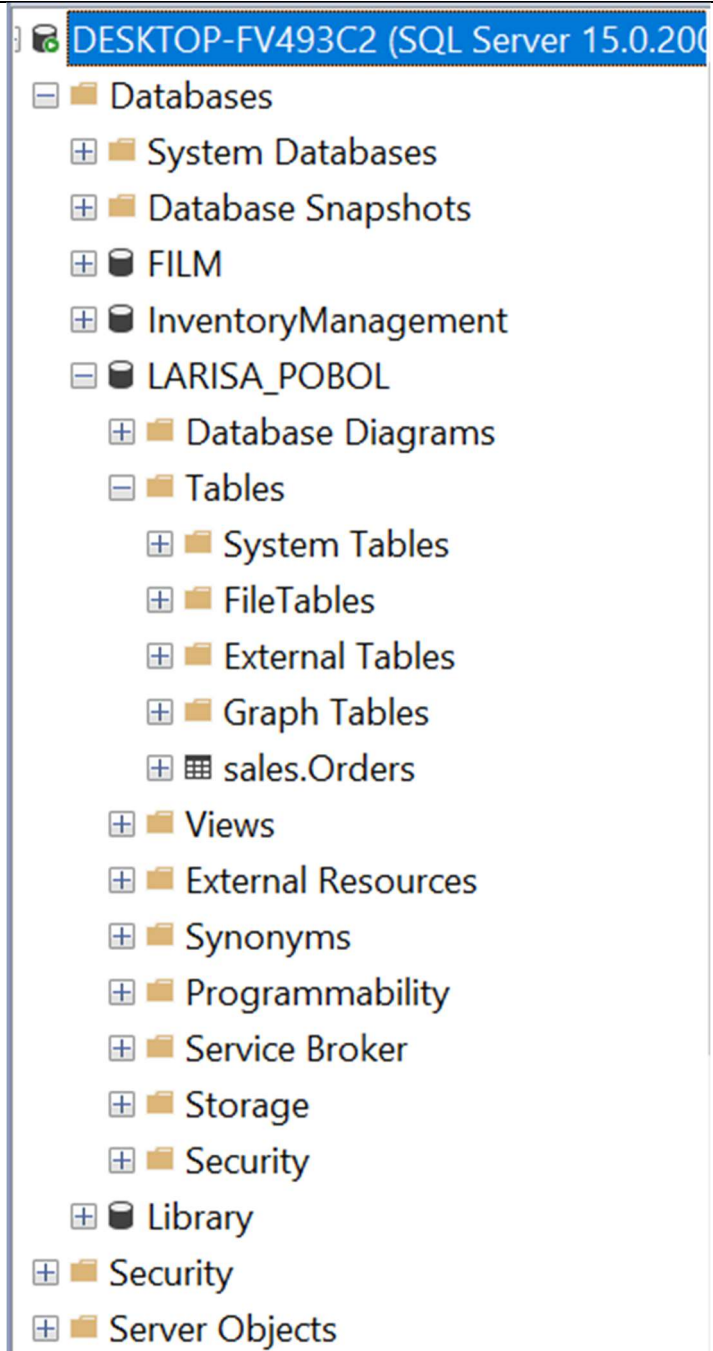 DESKTOP-FV493C2 (SQL Server 15.0.200
Databases
System Databases
Database Snapshots
FILM
InventoryManagement
LARISA_POBOL
Database Diagrams
Tables
System Tables
FileTables
External Tables
Graph Tables
sales.Orders
Views
External Resources
Synonyms
Programmability
Service Broker
Storage
Security
Library
Security
Server Objects